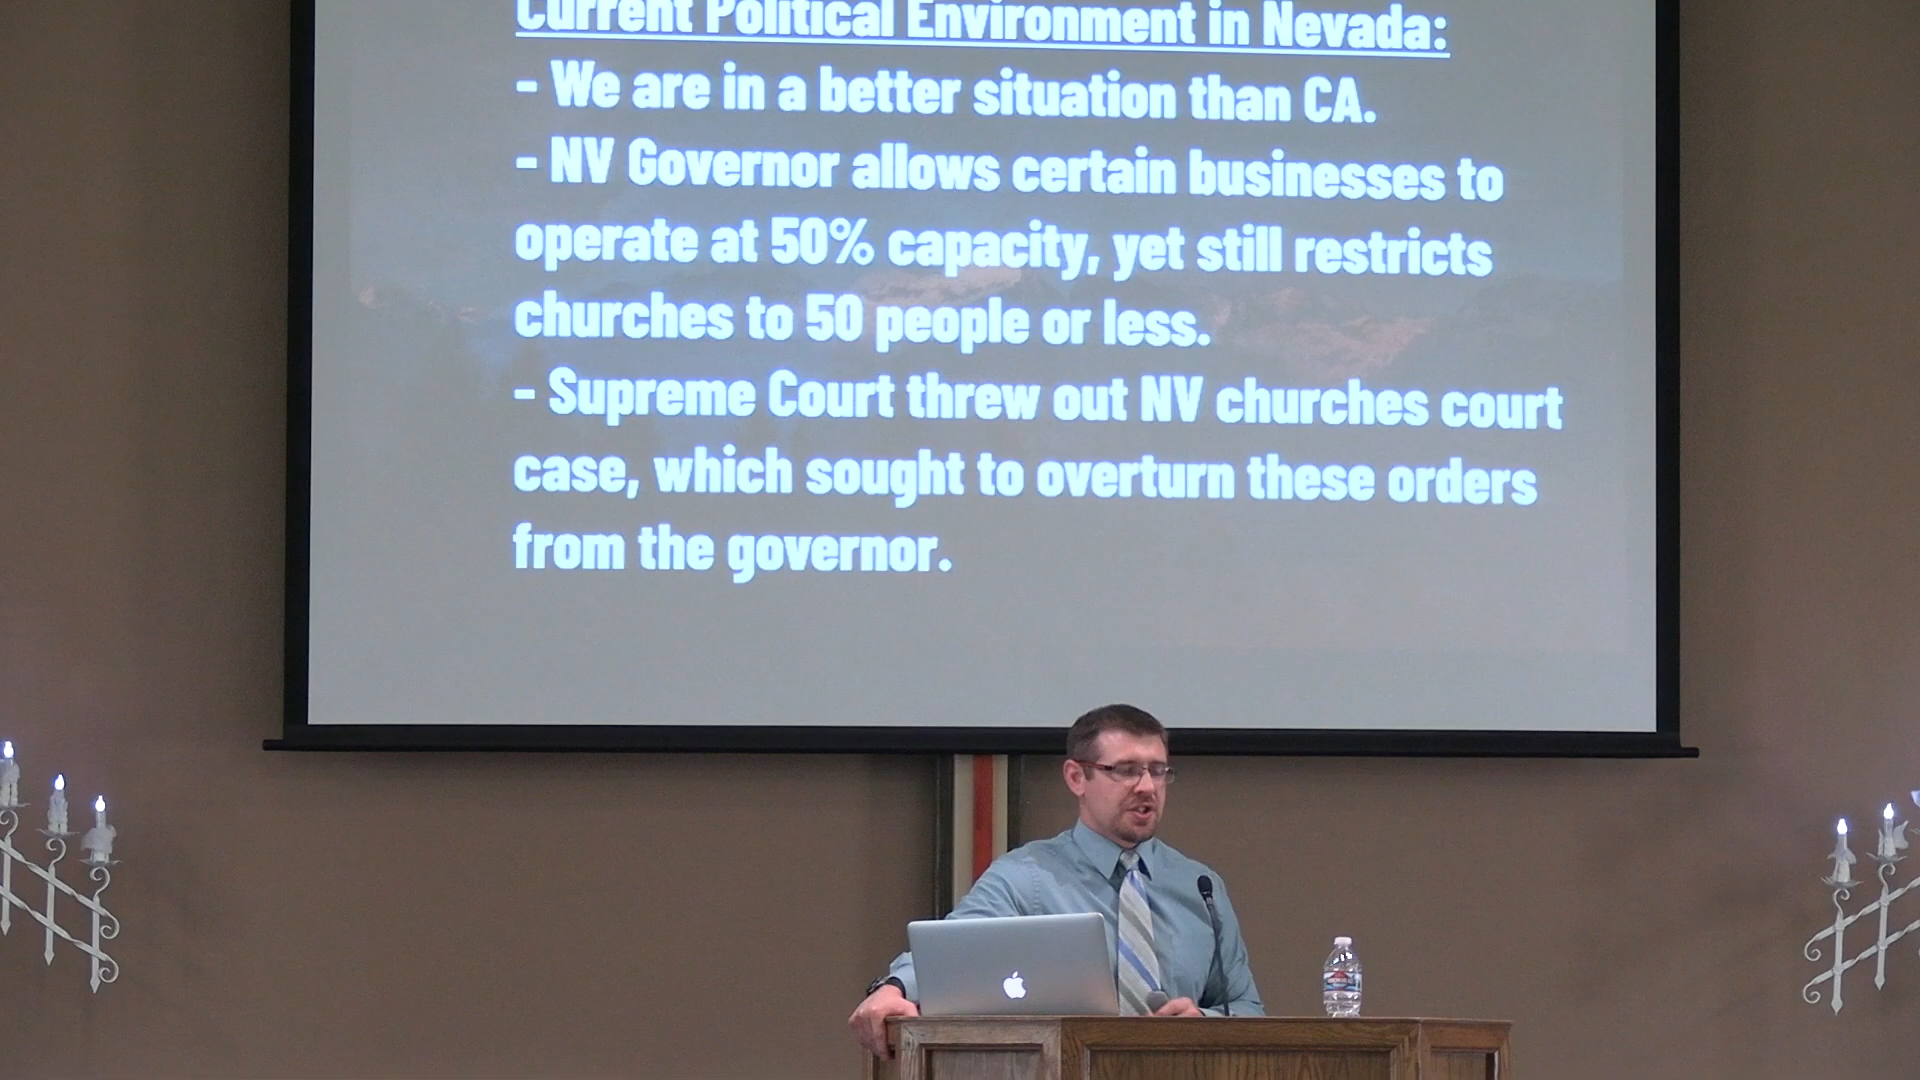 Current Political Environment in Nevada:
- We are in a better situation than CA.
- NV Governor allows certain businesses to
operate at 50% capacity, yet still restricts
churches to 50 people or less.
- Supreme Court threw out NV churches court
case, which sought to overturn these orders
from the governor.